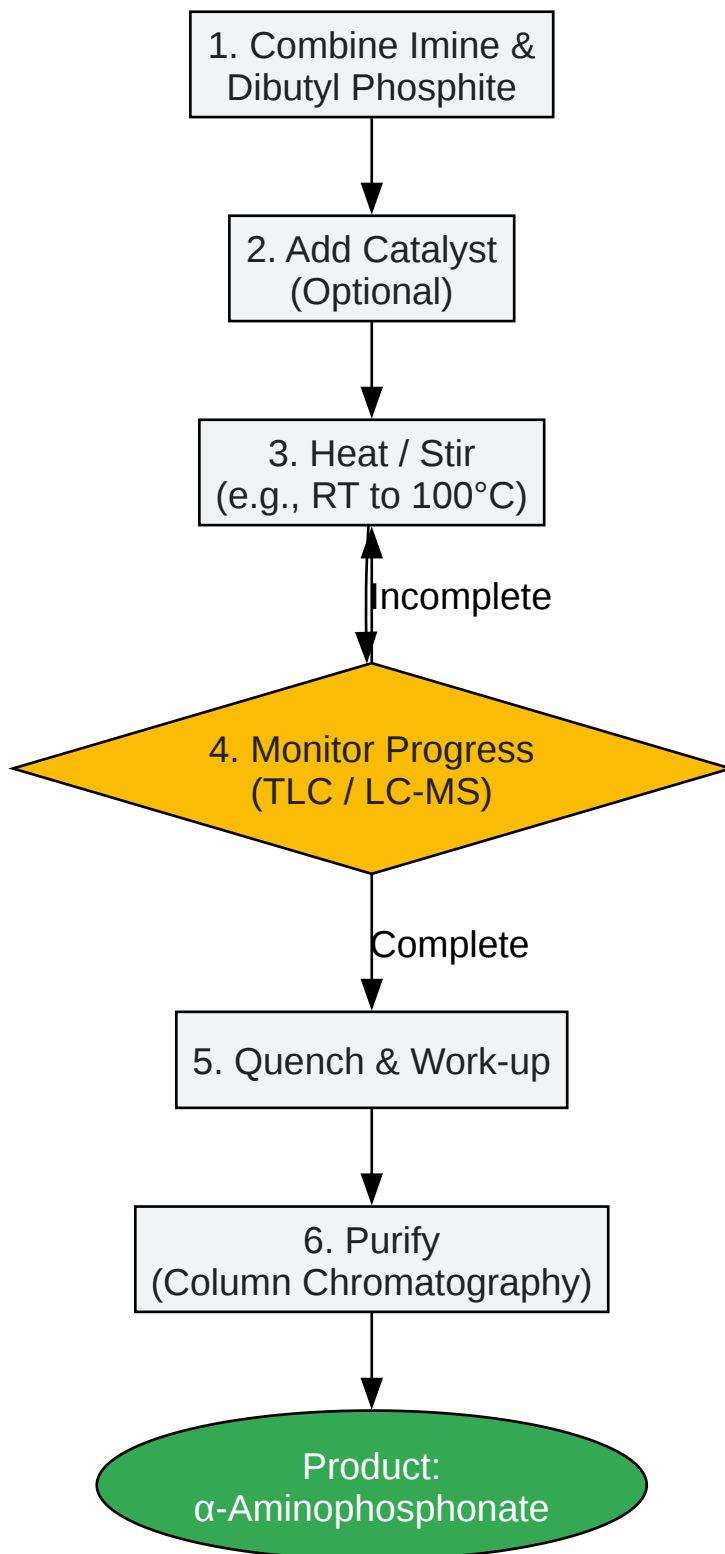 1. Combine Imine &
Dibutyl Phosphite
2. Add Catalyst
(Optional)
3. Heat / Stir
(e.g., RT to 100°C)
Incomplete
4. Monitor Progress
(TLC / LC-MS)
Complete
5. Quench & Work-up
6. Purify
(Column Chromatography)
Product:
α-Aminophosphonate